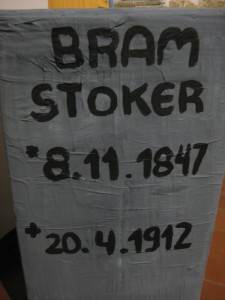 BRAM
STOKER
* 8.11.1847
+ 20.4.1912